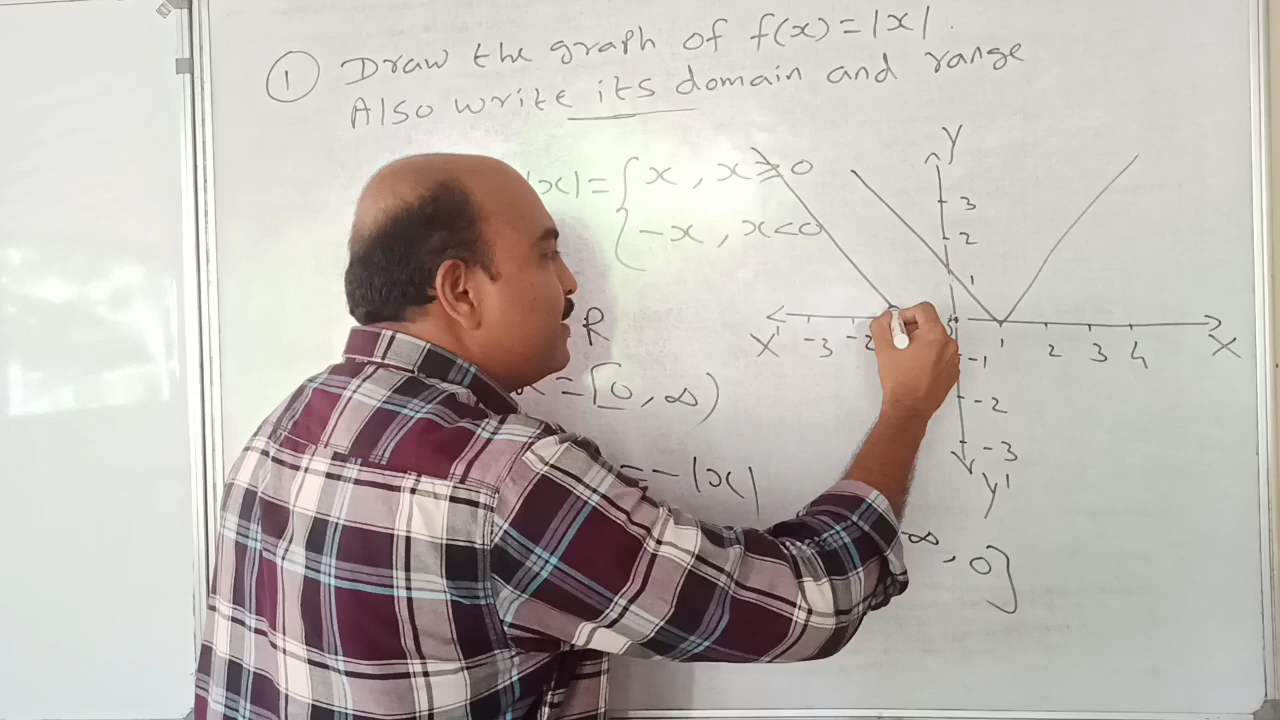 ① Draw the graph of f(x) = |x|.
Also write its domain and range
|x| = { x, x ≥ 0
-x, x < 0
R
= [0, ∞)
= -|x|
∞, 0]
Y
3
2
1
X' -3 -2 1 2 3 4 X
-1
-2
-3
Y'